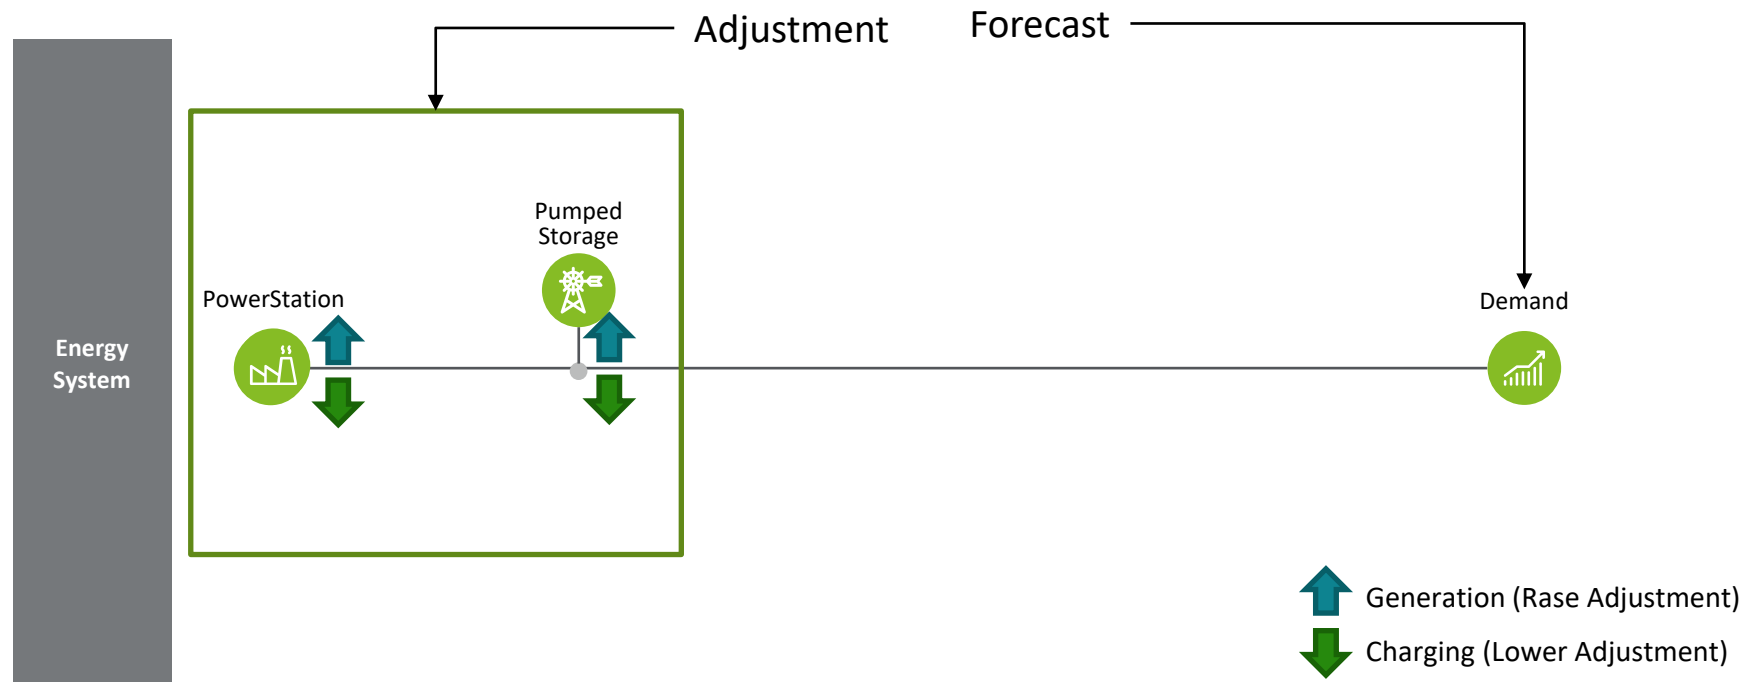 Adjustment
Forecast
Pumped
Storage
PowerStation
Demand
Energy
System
Generation (Rase Adjustment)
Charging (Lower Adjustment)